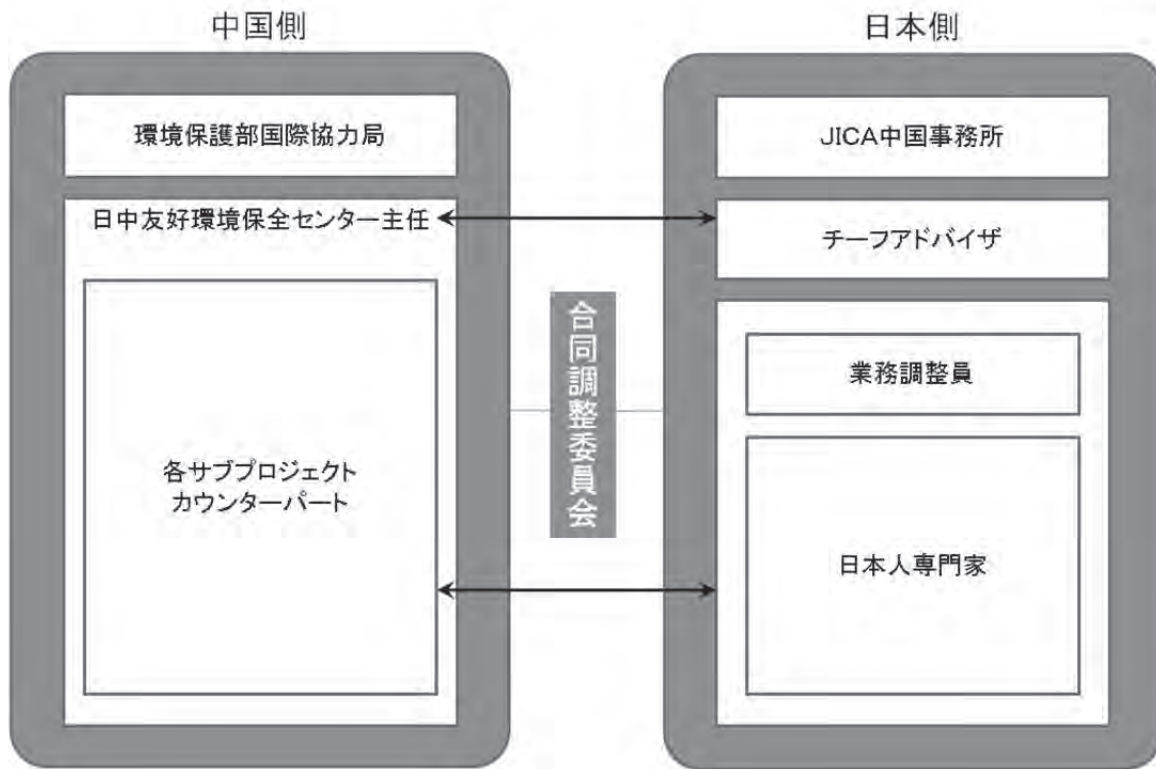 中国側
環境保護部国際協力局
日中友好環境保全センター主任
各サブプロジェクト
カウンターパート
合同調整委員会
日本側
JICA中国事務所
チーフアドバイザ
業務調整員
日本人専門家